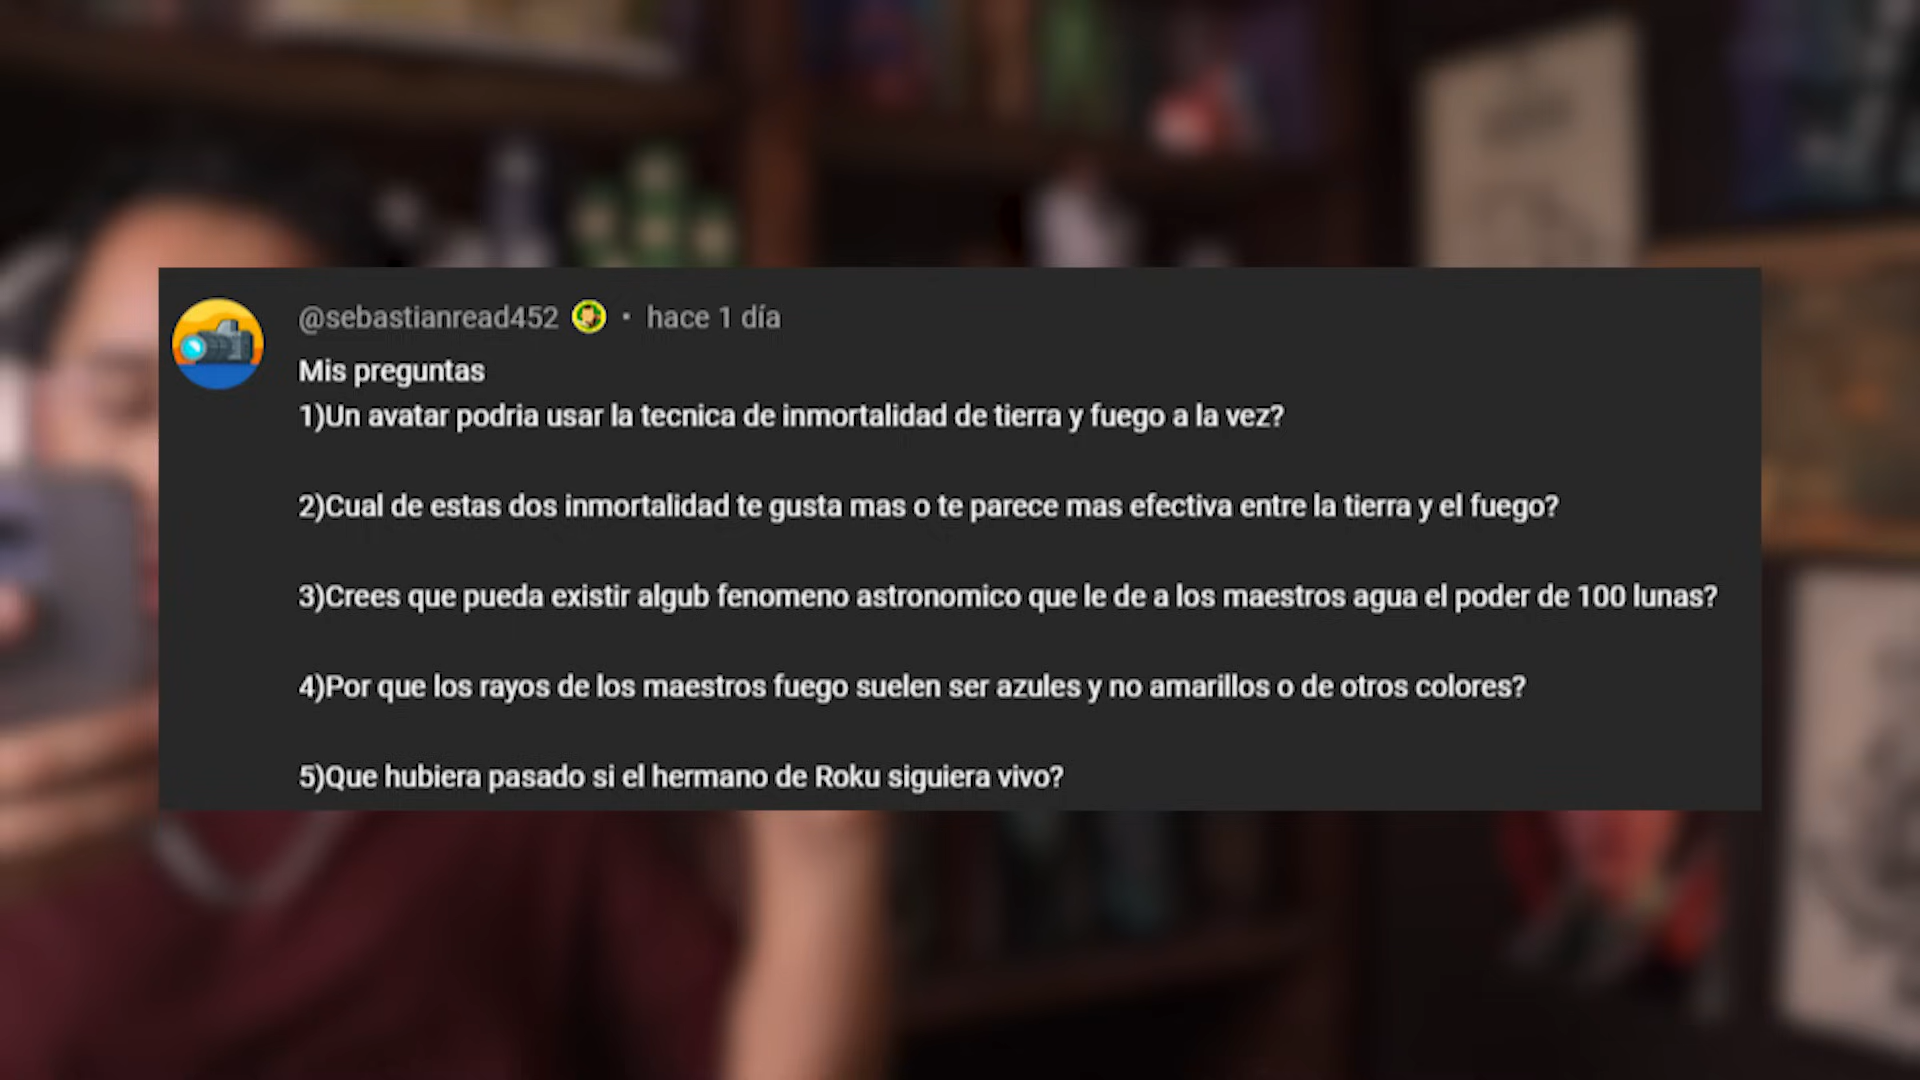 @sebastianread452 • hace 1 día
Mis preguntas
1)Un avatar podria usar la tecnica de inmortalidad de tierra y fuego a la vez?
2)Cual de estas dos inmortalidad te gusta mas o te parece mas efectiva entre la tierra y el fuego?
3)Crees que pueda existir algub fenomeno astronomico que le de a los maestros agua el poder de 100 lunas?
4)Por que los rayos de los maestros fuego suelen ser azules y no amarillos o de otros colores?
5)Que hubiera pasado si el hermano de Roku siguiera vivo?